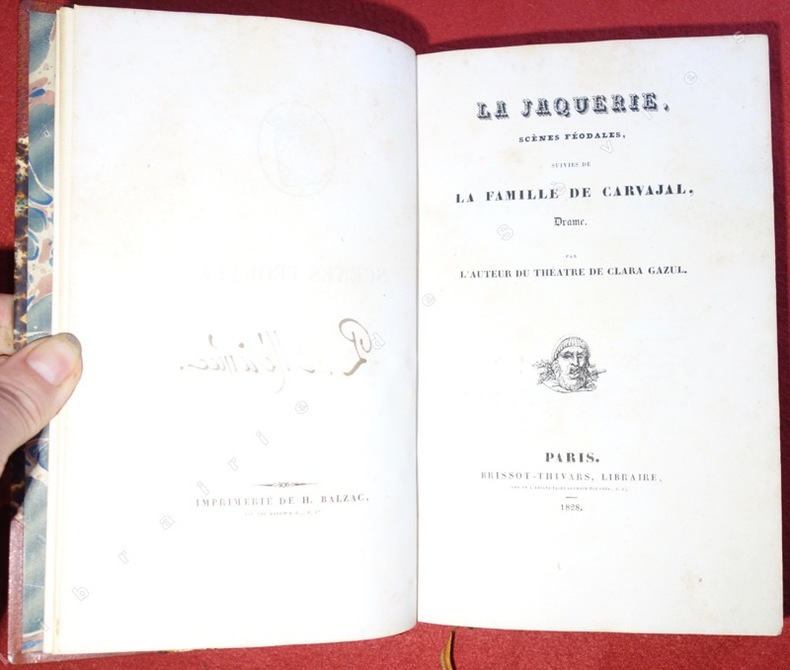 IMPRIMERIE DE H. BALZAC,
LA JAQUERIE,
SCÈNES FÉODALES,
SUIVIES DE
LA FAMILLE DE CARVAJAL,
Drame.
PAR
L'AUTEUR DU THÉATRE DE CLARA GAZUL.
PARIS.
BRISSOT-THIVARS, LIBRAIRE,
1828.